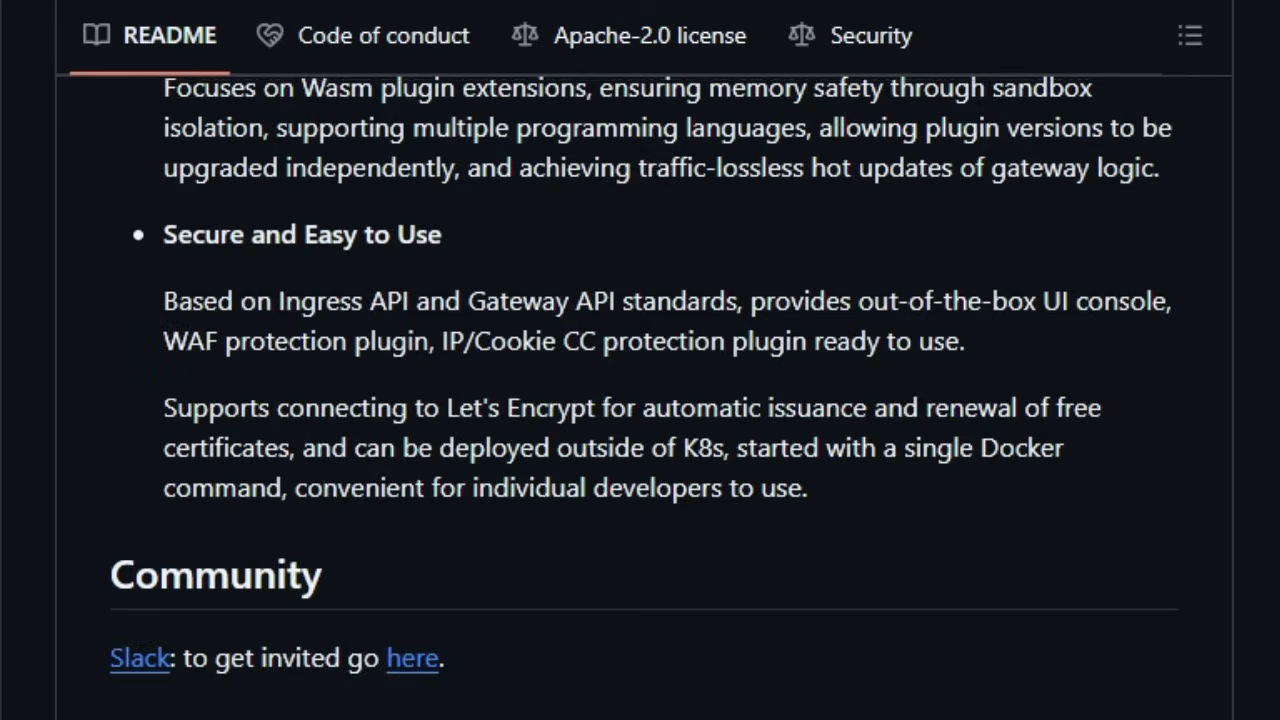 README Code of conduct Apache-2.0 license Security
Focuses on Wasm plugin extensions, ensuring memory safety through sandbox
isolation, supporting multiple programming languages, allowing plugin versions to be
upgraded independently, and achieving traffic-lossless hot updates of gateway logic.
• Secure and Easy to Use
Based on Ingress API and Gateway API standards, provides out-of-the-box UI console,
WAF protection plugin, IP/Cookie CC protection plugin ready to use.
Supports connecting to Let's Encrypt for automatic issuance and renewal of free
certificates, and can be deployed outside of K8s, started with a single Docker
command, convenient for individual developers to use.
Community
Slack: to get invited go here.